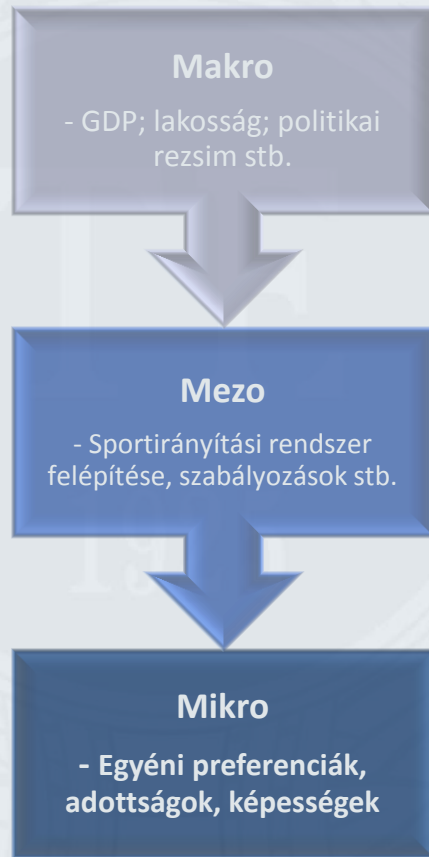 Makro
- GDP; lakosság; politikai
rezsim stb.
Mezo
- Sportirányítási rendszer
felépítése, szabályozások stb.
Mikro
- Egyéni preferenciák,
adottságok, képességek